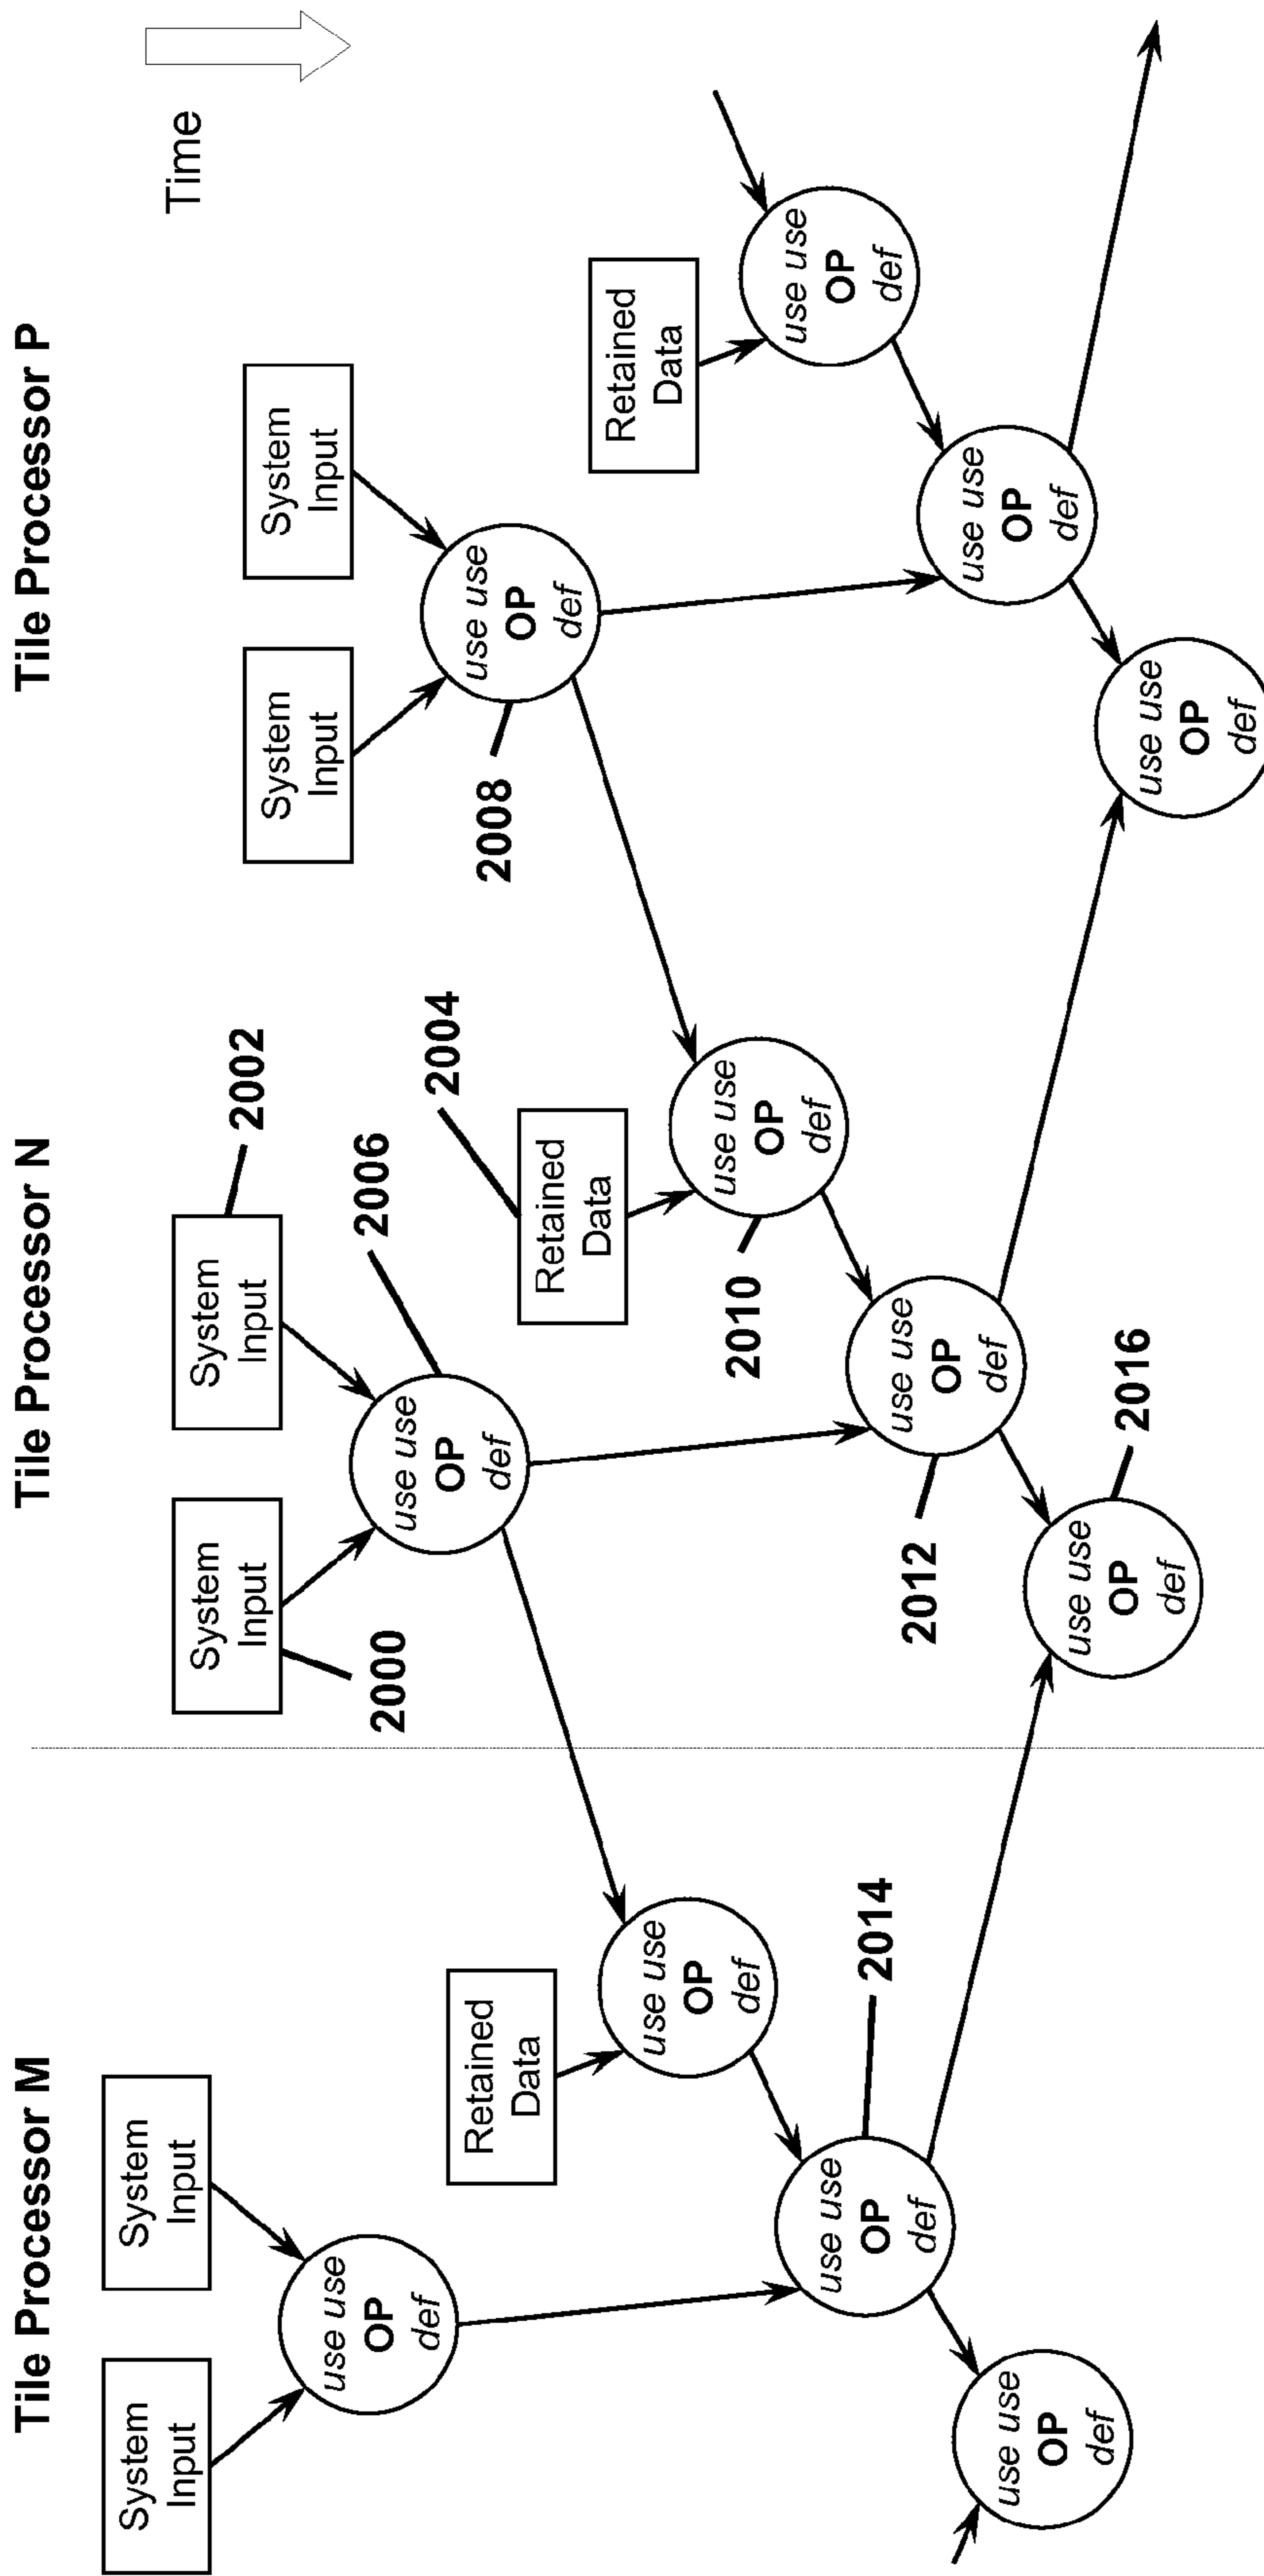 Tile Processor M
Tile Processor N
Tile Processor P
Time
System
Input
System
Input
use use
OP
def
Retained
Data
use use
OP
def
use use
OP
def
2014
use use
OP
def
System
Input
2000
System
Input
2002
use use
OP
def
2006
Retained
Data
2004
use use
OP
def
2010
use use
OP
def
2012
use use
OP
def
2016
System
Input
System
Input
use use
OP
def
2008
Retained
Data
use use
OP
def
use use
OP
def
use use
OP
def